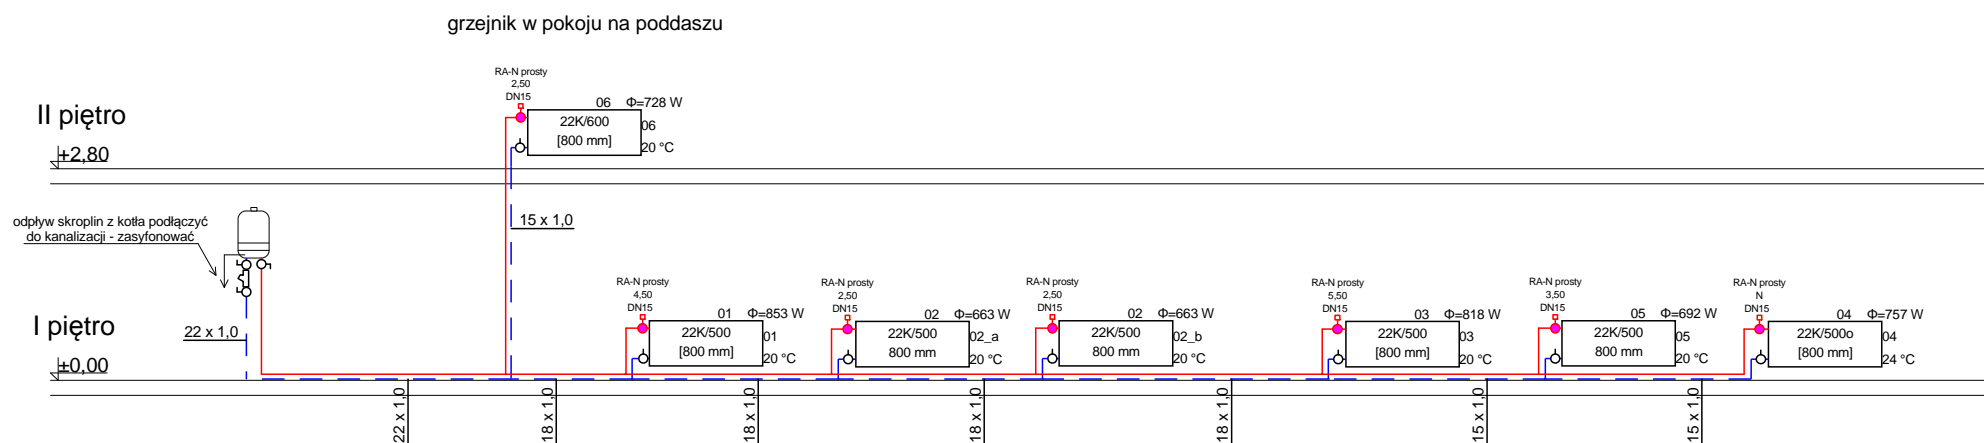 grzejnik w pokoju na poddaszu
RA-N prosty
2,50
DN15
06 Φ=728 W
22K/600
[800 mm]
06
20 °C
II piętro
+2,80
15 x 1,0
odpływ skroplin z kotła podłączyć
do kanalizacji - zasyfonować
22 x 1,0
I piętro
±0,00
RA-N prosty
4,50
DN15
01 Φ=853 W
22K/500
[800 mm]
01
20 °C
RA-N prosty
2,50
DN15
02 Φ=663 W
22K/500
800 mm
02_a
20 °C
RA-N prosty
2,50
DN15
02 Φ=663 W
22K/500
800 mm
02_b
20 °C
RA-N prosty
5,50
DN15
03 Φ=818 W
22K/500
[800 mm]
03
20 °C
RA-N prosty
3,50
DN15
05 Φ=692 W
22K/500
800 mm
05
20 °C
RA-N prosty
N
DN15
04 Φ=757 W
22K/500o
[800 mm]
04
24 °C
22 x 1,0
18 x 1,0
18 x 1,0
18 x 1,0
18 x 1,0
15 x 1,0
15 x 1,0